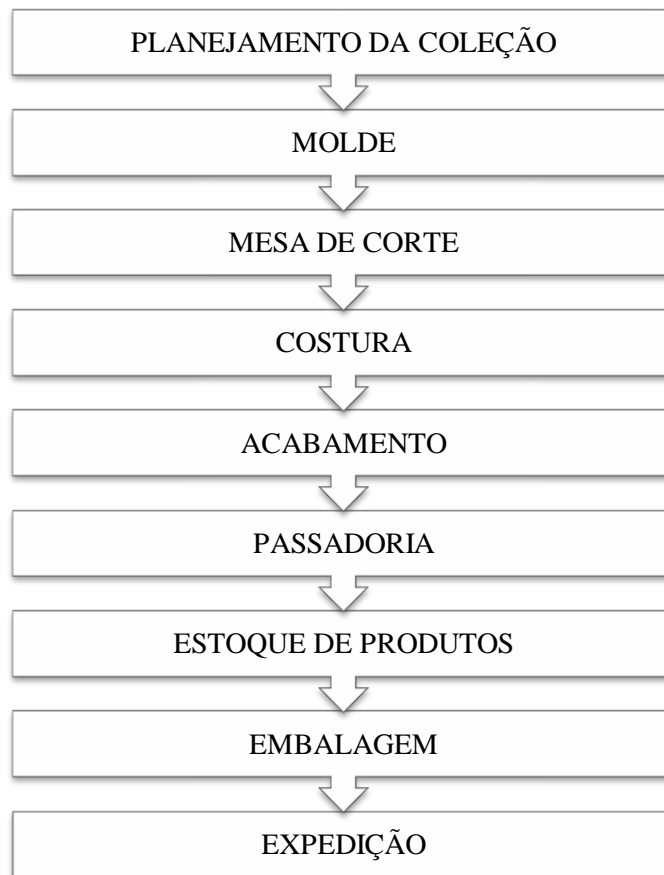 PLANEJAMENTO DA COLEÇÃO
MOLDE
MESA DE CORTE
COSTURA
ACABAMENTO
PASSADORIA
ESTOQUE DE PRODUTOS
EMBALAGEM
EXPEDIÇÃO